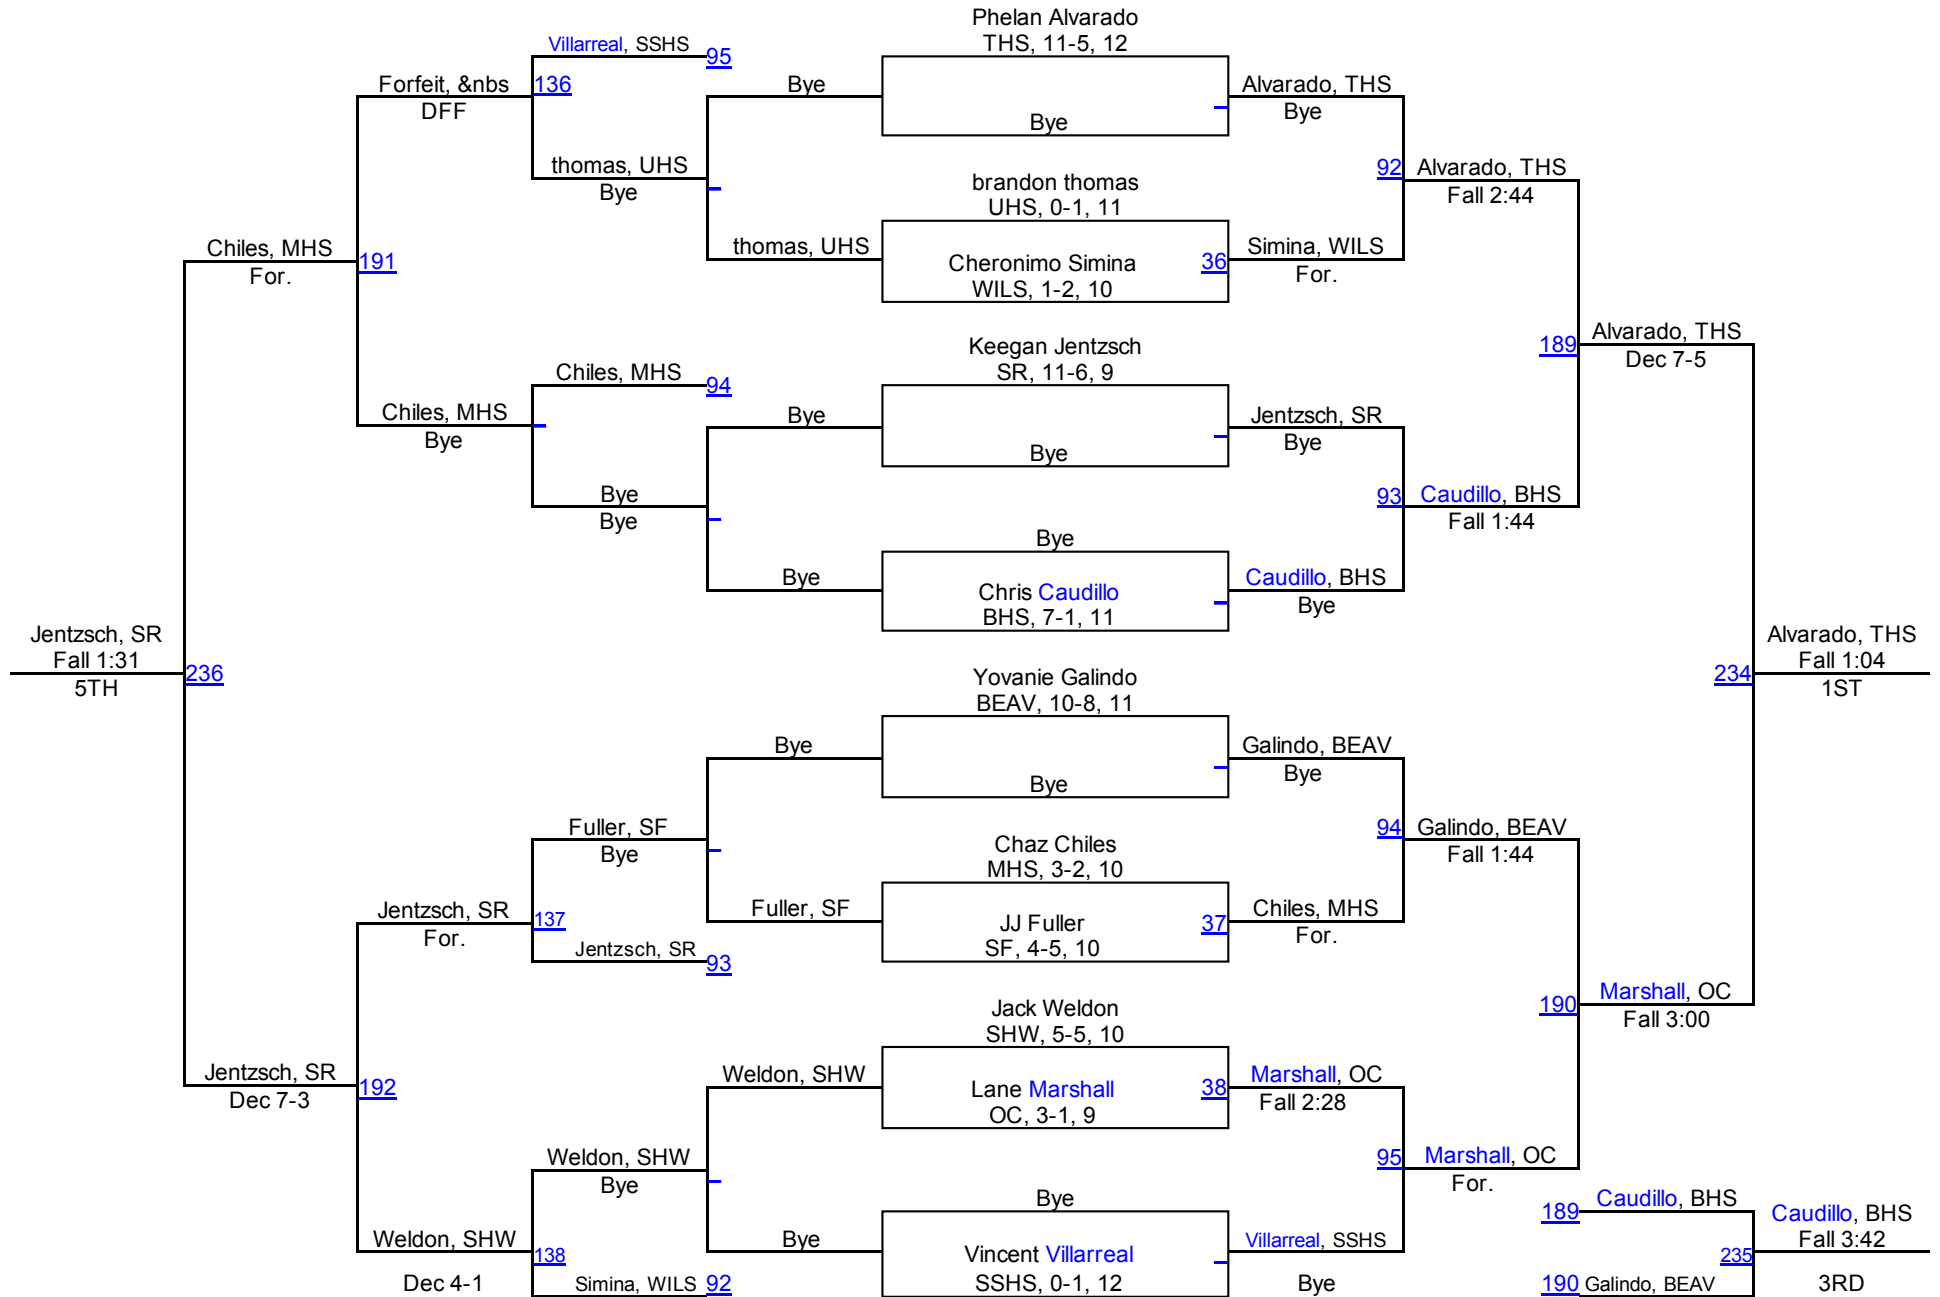 Phelan Alvarado
THS, 11-5, 12
Villarreal, SSHS
95
Forfeit, &nbs
136
DFF
Bye
Alvarado, THS
Bye
Bye
thomas, UHS
Bye
brandon thomas
UHS, 0-1, 11
92
Alvarado, THS
Fall 2:44
Chiles, MHS
191
For.
thomas, UHS
Cheronimo Simina
WILS, 1-2, 10
36
Simina, WILS
For.
Keegan Jentzsch
SR, 11-6, 9
189
Alvarado, THS
Dec 7-5
Chiles, MHS
94
Chiles, MHS
Bye
Bye
Bye
Jentzsch, SR
Bye
Bye
Bye
93
Caudillo, BHS
Fall 1:44
Bye
Bye
Chris Caudillo
BHS, 7-1, 11
Caudillo, BHS
Bye
Jentzsch, SR
Fall 1:31
5TH
236
Alvarado, THS
Fall 1:04
1ST
234
Yovanie Galindo
BEAV, 10-8, 11
Bye
Bye
Galindo, BEAV
Bye
Fuller, SF
Bye
Chaz Chiles
MHS, 3-2, 10
94
Galindo, BEAV
Fall 1:44
Jentzsch, SR
137
For.
Fuller, SF
JJ Fuller
SF, 4-5, 10
37
Chiles, MHS
For.
Jentzsch, SR
93
Jack Weldon
SHW, 5-5, 10
190
Marshall, OC
Fall 3:00
Jentzsch, SR
192
Dec 7-3
Weldon, SHW
Lane Marshall
OC, 3-1, 9
38
Marshall, OC
Fall 2:28
Weldon, SHW
Bye
95
Marshall, OC
For.
Bye
189
Caudillo, BHS
Caudillo, BHS
Fall 3:42
Weldon, SHW
138
Dec 4-1
Bye
Vincent Villarreal
SSHS, 0-1, 12
Villarreal, SSHS
Bye
235
Simina, WILS
92
190
Galindo, BEAV
3RD